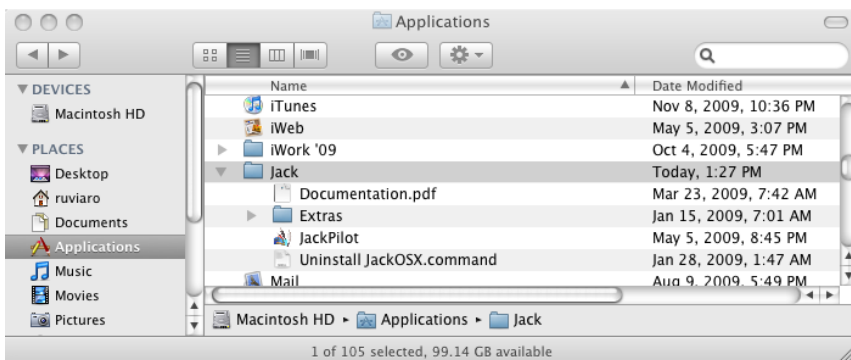 Applications
Name Date Modified
DEVICES
Macintosh HD
PLACES
Desktop
ruviaro
Documents
Applications
Music
Movies
Pictures
iTunes Nov 8, 2009, 10:36 PM
iWeb May 5, 2009, 3:07 PM
iWork '09 Oct 4, 2009, 5:47 PM
Jack Today, 1:27 PM
Documentation.pdf Mar 23, 2009, 7:42 AM
Extras Jan 15, 2009, 7:01 AM
JackPilot May 5, 2009, 8:45 PM
Uninstall JackOSX.command Jan 28, 2009, 1:47 AM
Mail Aug 9, 2009, 5:49 PM
Macintosh HD ▸ Applications ▸ Jack
1 of 105 selected, 99.14 GB available